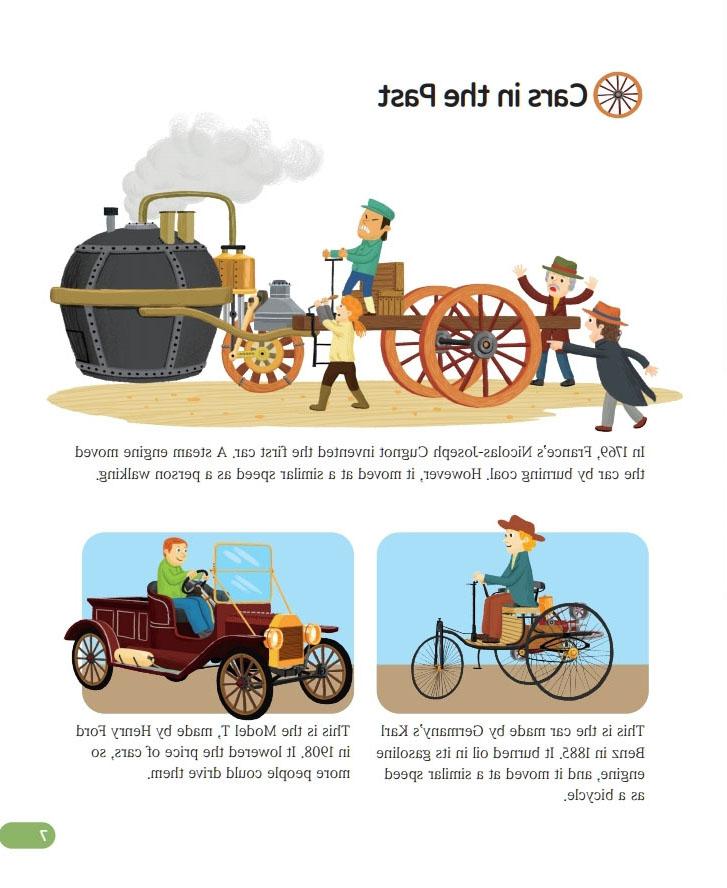 Cars in the Past
In 1769, France's Nicolas-Joseph Cugnot invented the first car. A steam engine moved
the car by burning coal. However, it moved at a similar speed as a person walking.
This is the car made by Germany's Karl
Benz in 1885. It burned oil in its gasoline
engine, and it moved at a similar speed
as a bicycle.
This is the Model T, made by Henry Ford
in 1908. It lowered the price of cars, so
more people could drive them.
7